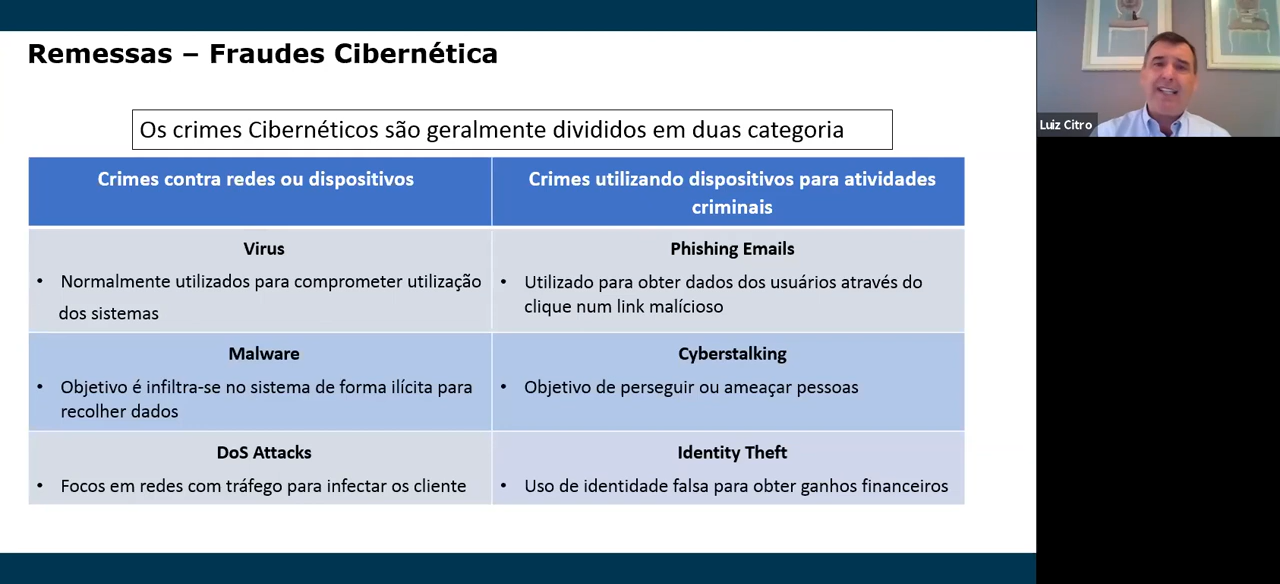 Remessas – Fraudes Cibernética
Luiz Citro
Os crimes Cibernéticos são geralmente divididos em duas categoria
Crimes contra redes ou dispositivos
Crimes utilizando dispositivos para atividades
criminais
Virus
• Normalmente utilizados para comprometer utilização
dos sistemas
Phishing Emails
• Utilizado para obter dados dos usuários através do
clique num link malícioso
Malware
• Objetivo é infiltra-se no sistema de forma ilícita para
recolher dados
Cyberstalking
• Objetivo de perseguir ou ameaçar pessoas
DoS Attacks
• Focos em redes com tráfego para infectar os cliente
Identity Theft
• Uso de identidade falsa para obter ganhos financeiros